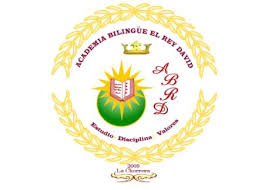 ACADEMIA BILINGÜE EL REY DAVID
A
B
R
D
Estudio Disciplina Valores
2009
La Chorrera